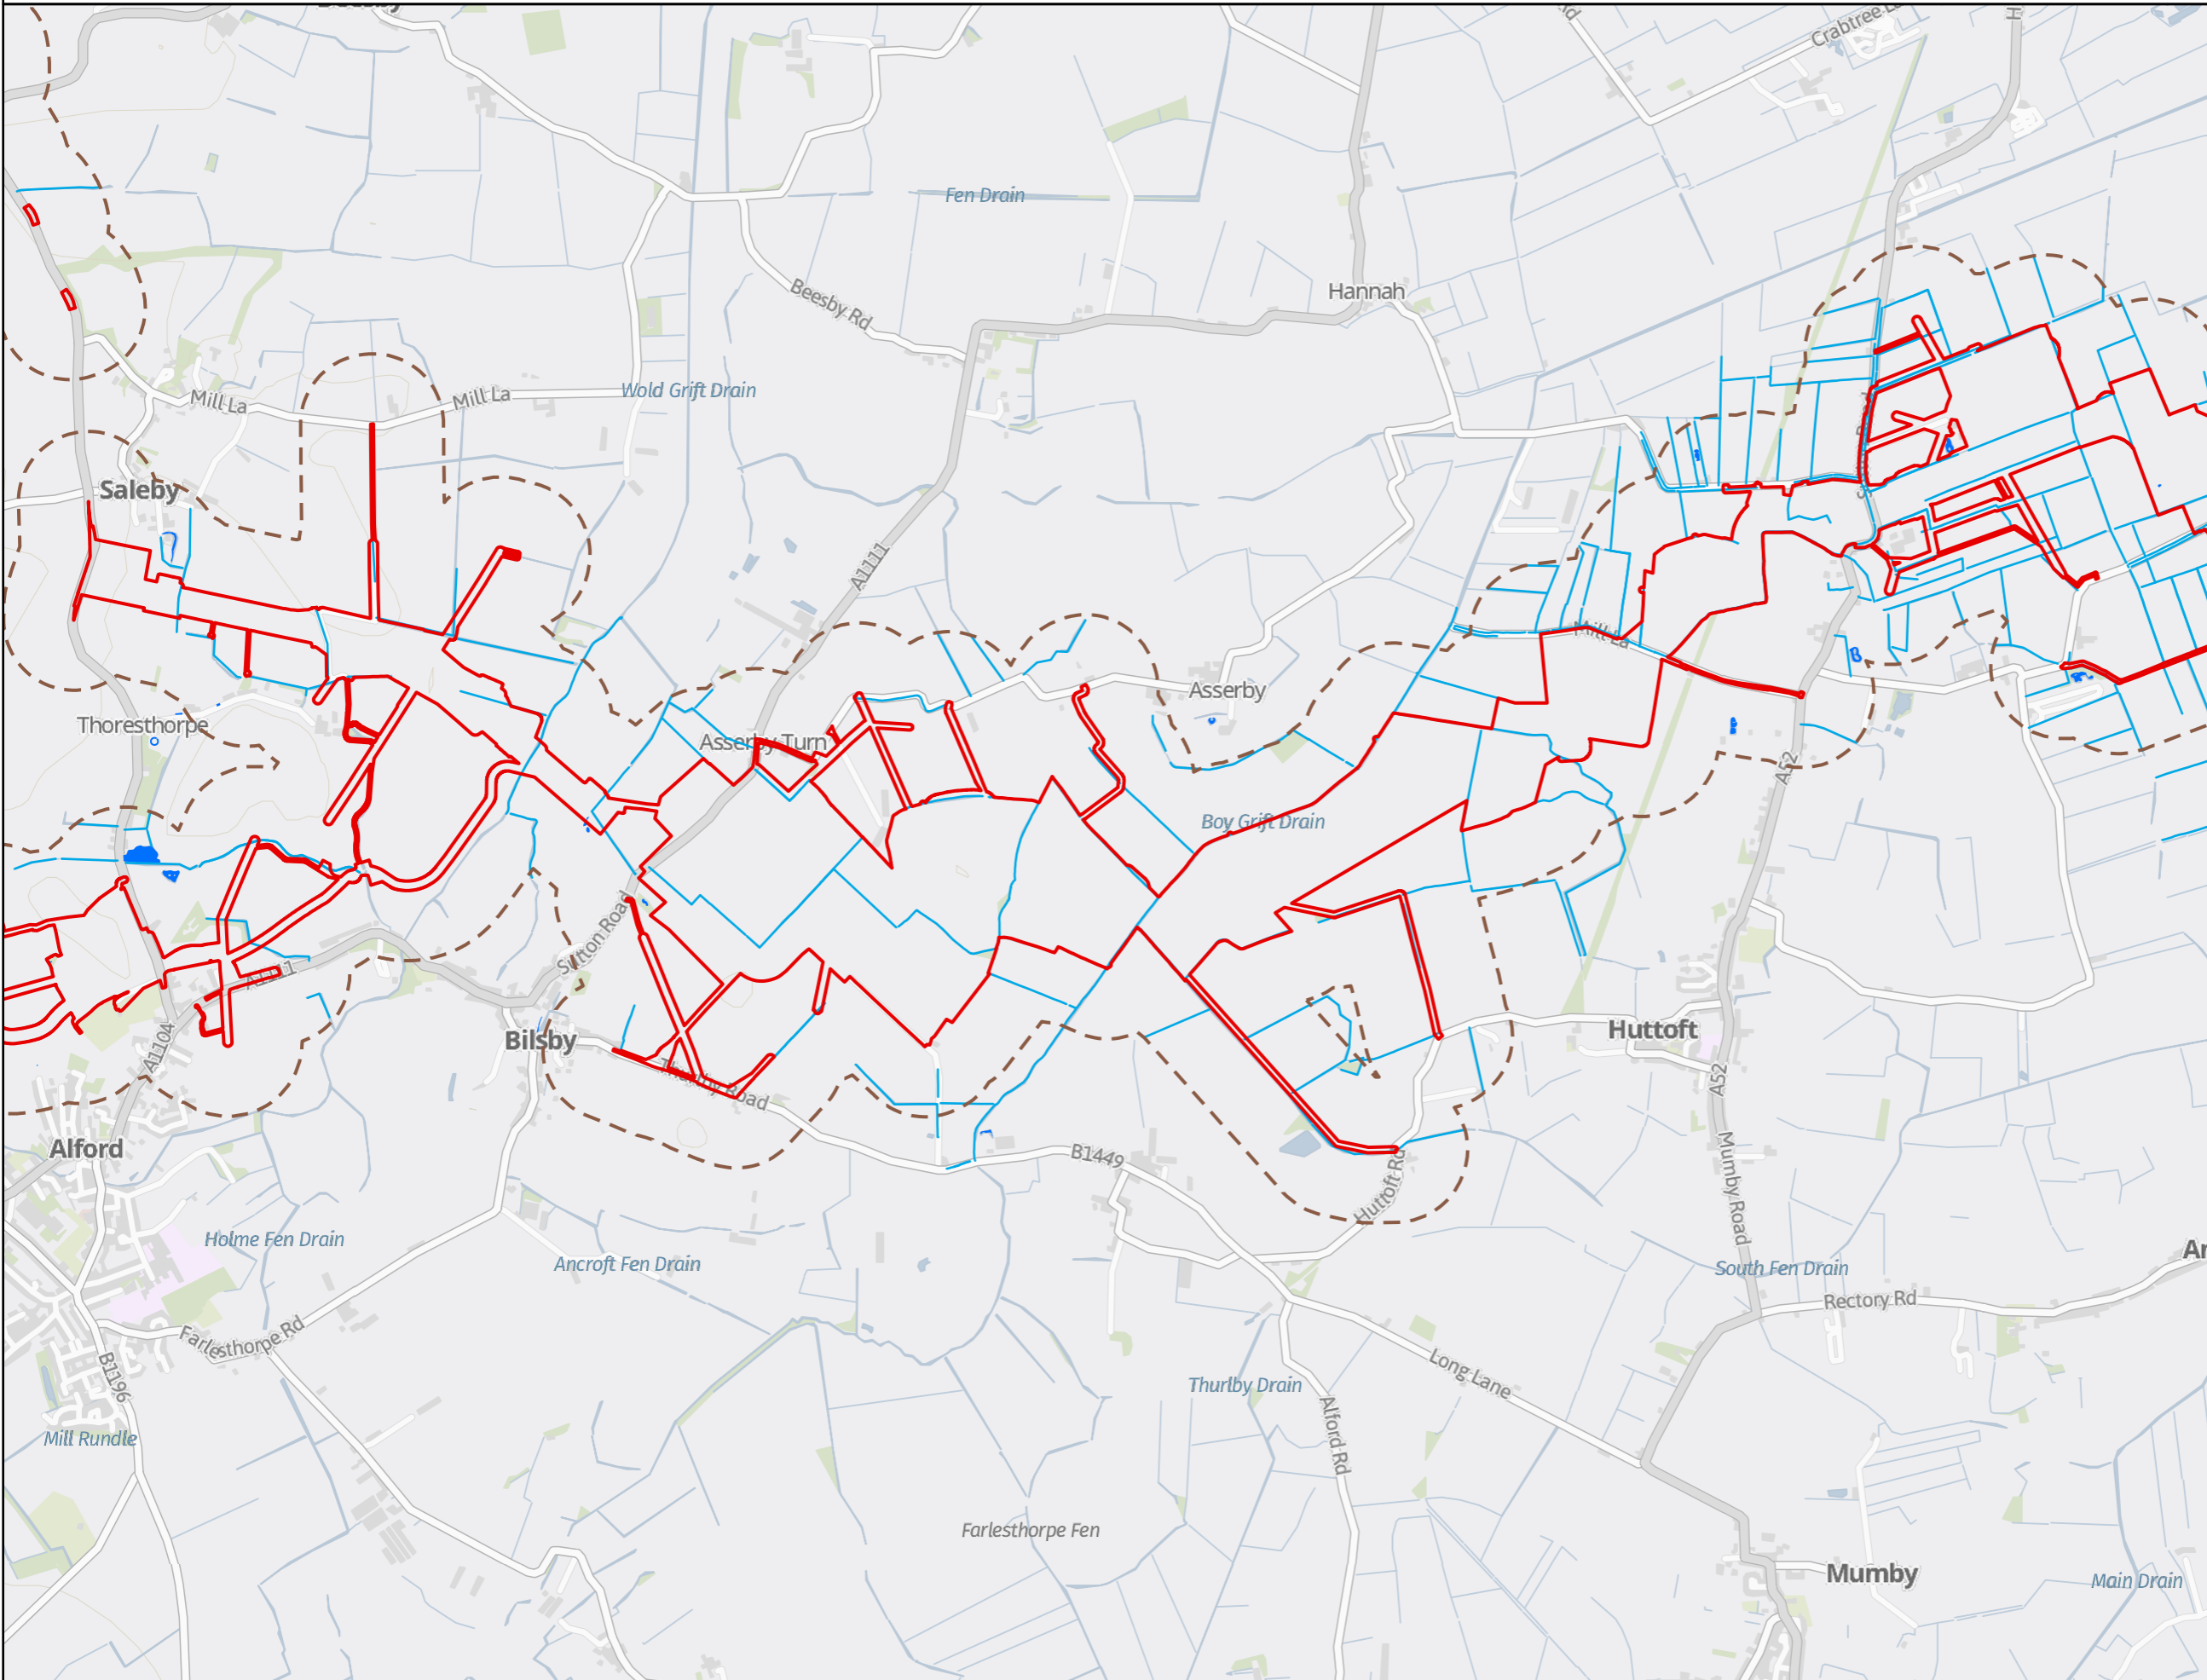 Crabtree La
Fen Drain
Hannah
Beesby Rd
Mill La
Mill La
Wold Grift Drain
Saleby
A1111
Mill La
Asserby
Thoresthorpe
Asserby Turn
A52
Boy Grift Drain
Sutton Road
A1111
Huttoft
Bilsby
A1104
Thurlby Road
A52
Alford
B1449
Mumby Road
Huttoft Rd
Holme Fen Drain
Ancroft Fen Drain
South Fen Drain
Rectory Rd
Farlesthorpe Rd
B1196
Long Lane
Thurlby Drain
Alford Rd
Mill Rundle
Farlesthorpe Fen
Mumby
Main Drain